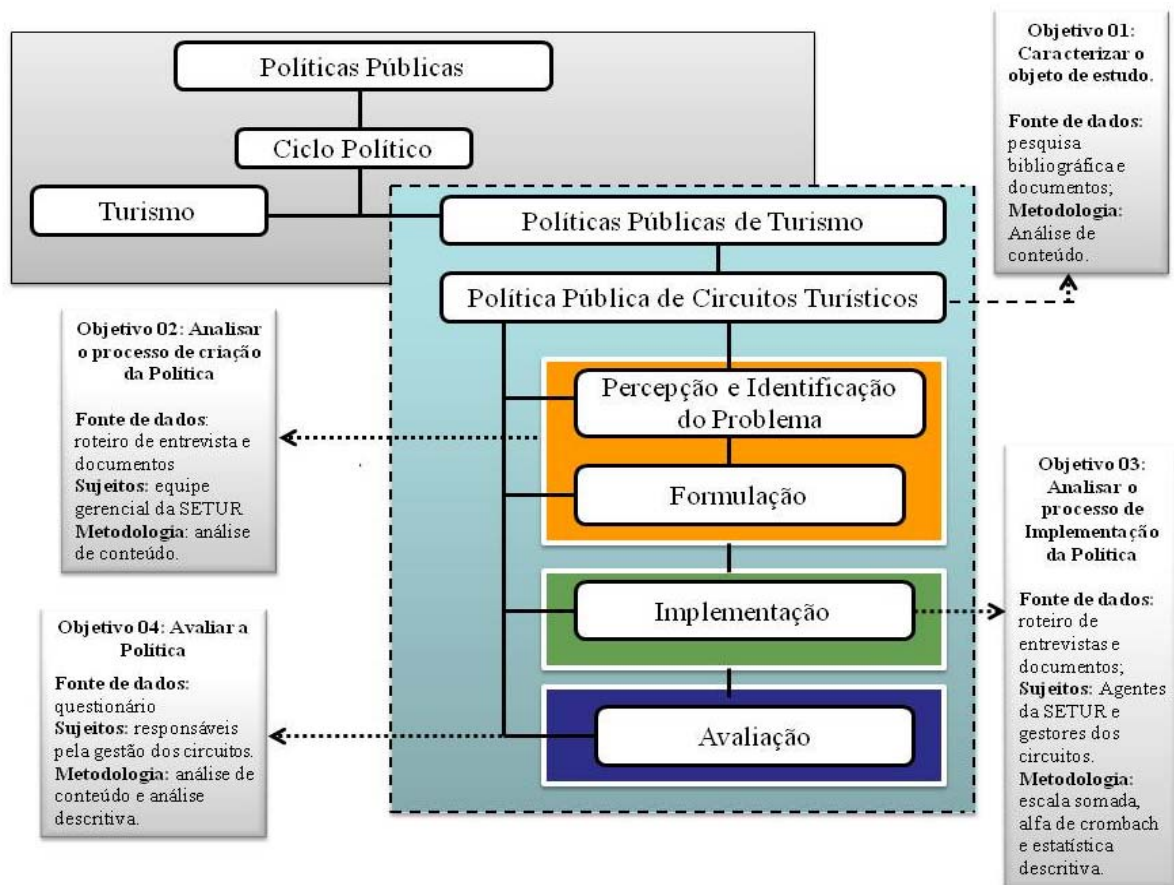 Políticas Públicas
Ciclo Político
Turismo
Políticas Públicas de Turismo
Política Pública de Circuitos Turísticos
Percepção e Identificação
do Problema
Formulação
Implementação
Avaliação
Objetivo 01:
Caracterizar o
objeto de estudo.
Fonte de dados:
pesquisa
bibliográfica e
documentos;
Metodologia:
Análise de
conteúdo.
Objetivo 02: Analisar
o processo de criação
da Política
Fonte de dados:
roteiro de entrevista e
documentos
Sujeitos: equipe
gerencial da SETUR
Metodologia: análise
de conteúdo.
Objetivo 03:
Analisar o
processo de
Implementação
da Política
Fonte de dados:
roteiro de
entrevistas e
documentos;
Sujeitos: Agentes
da SETUR e
gestores dos
circuitos.
Metodologia:
escala somada,
alfa de crombach
e estatística
descritiva.
Objetivo 04: Avaliar a
Política
Fonte de dados:
questionário
Sujeitos: responsáveis
pela gestão dos circuitos.
Metodologia: análise de
conteúdo e análise
descritiva.